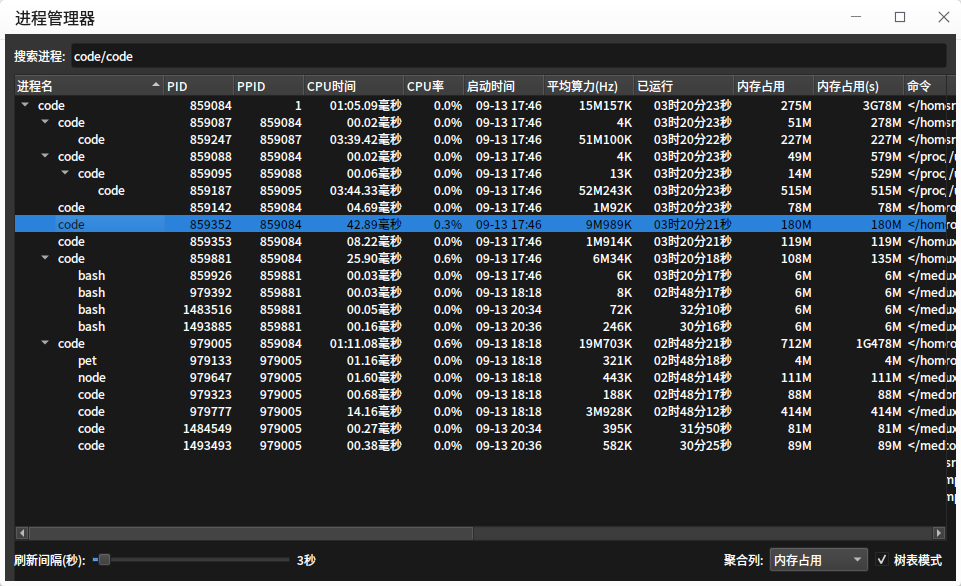 进程管理器
搜索进程: code/code
进程名 PID PPID CPU时间 CPU率 启动时间 平均算力(Hz) 已运行 内存占用 内存占用(s) 命令
code 859084 1 01:05.09毫秒 0.0% 09-13 17:46 15M157K 03时20分23秒 275M 3G78M </hom
code 859087 859084 00.02毫秒 0.0% 09-13 17:46 4K 03时20分23秒 51M 278M </hom
code 859247 859087 03:39.42毫秒 0.0% 09-13 17:46 51M100K 03时20分22秒 227M 227M </hom
code 859088 859084 00.02毫秒 0.0% 09-13 17:46 4K 03时20分23秒 49M 579M </proc/
code 859095 859088 00.06毫秒 0.0% 09-13 17:46 13K 03时20分23秒 14M 529M </proc/
code 859187 859095 03:44.33毫秒 0.0% 09-13 17:46 52M243K 03时20分23秒 515M 515M </proc/
code 859142 859084 04.69毫秒 0.0% 09-13 17:46 1M92K 03时20分23秒 78M 78M </hom
code 859352 859084 42.89毫秒 0.3% 09-13 17:46 9M989K 03时20分21秒 180M 180M </hom
code 859353 859084 08.22毫秒 0.0% 09-13 17:46 1M914K 03时20分21秒 119M 119M </hom
code 859881 859084 25.90毫秒 0.6% 09-13 17:46 6M34K 03时20分18秒 108M 135M </hom
bash 859926 859881 00.03毫秒 0.0% 09-13 17:46 6K 03时20分17秒 6M 6M </med
bash 979392 859881 00.03毫秒 0.0% 09-13 18:18 8K 02时48分17秒 6M 6M </med
bash 1483516 859881 00.05毫秒 0.0% 09-13 20:34 72K 32分10秒 6M 6M </med
bash 1493885 859881 00.16毫秒 0.0% 09-13 20:36 246K 30分16秒 6M 6M </med
code 979005 859084 01:11.08毫秒 0.6% 09-13 18:18 19M703K 02时48分21秒 712M 1G478M </hom
pet 979133 979005 01.16毫秒 0.0% 09-13 18:18 321K 02时48分18秒 4M 4M </hom
node 979647 979005 01.60毫秒 0.0% 09-13 18:18 443K 02时48分14秒 111M 111M </med
code 979323 979005 00.68毫秒 0.0% 09-13 18:18 188K 02时48分17秒 88M 88M </med
code 979777 979005 14.16毫秒 0.0% 09-13 18:18 3M928K 02时48分12秒 414M 414M </med
code 1484549 979005 00.27毫秒 0.0% 09-13 20:34 395K 31分50秒 81M 81M </med
code 1493493 979005 00.38毫秒 0.0% 09-13 20:36 582K 30分25秒 89M 89M </med
刷新间隔(秒): 3秒 聚合列: 内存占用 树表模式